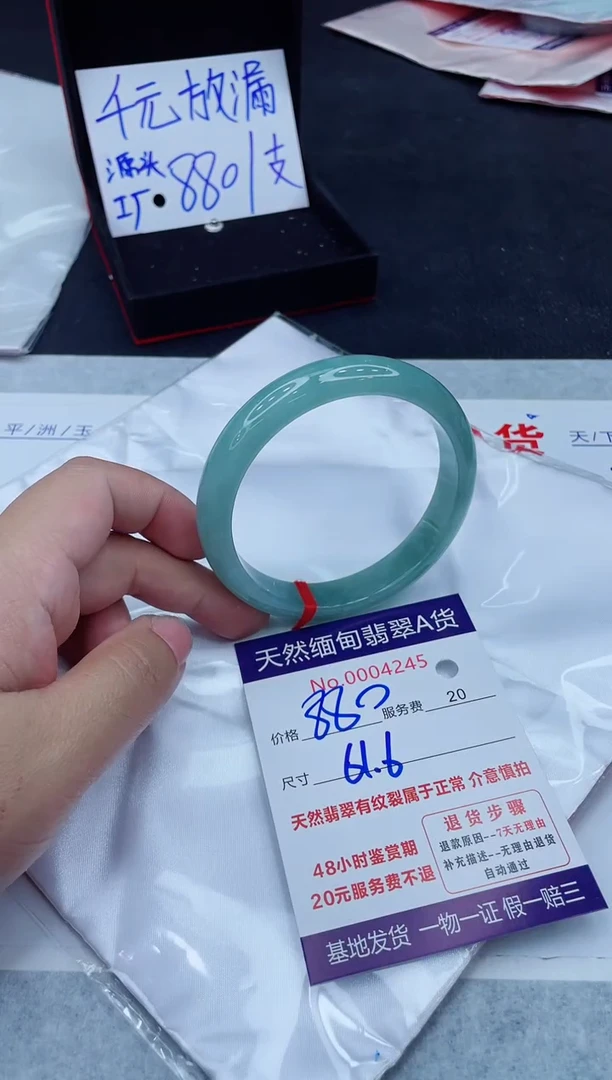 千元放漏
源头
工厂·880/支
平/洲/玉
货
天/下
天然缅甸翡翠A货
No.0004245
价格 880 服务费 20
尺寸 61.6
天然翡翠有纹裂属于正常 介意慎拍
48小时鉴赏期
20元服务费不退
退货步骤
退款原因--7天无理由
补充描述--无理由退货
自动通过
基地发货 一物一证 假一赔三